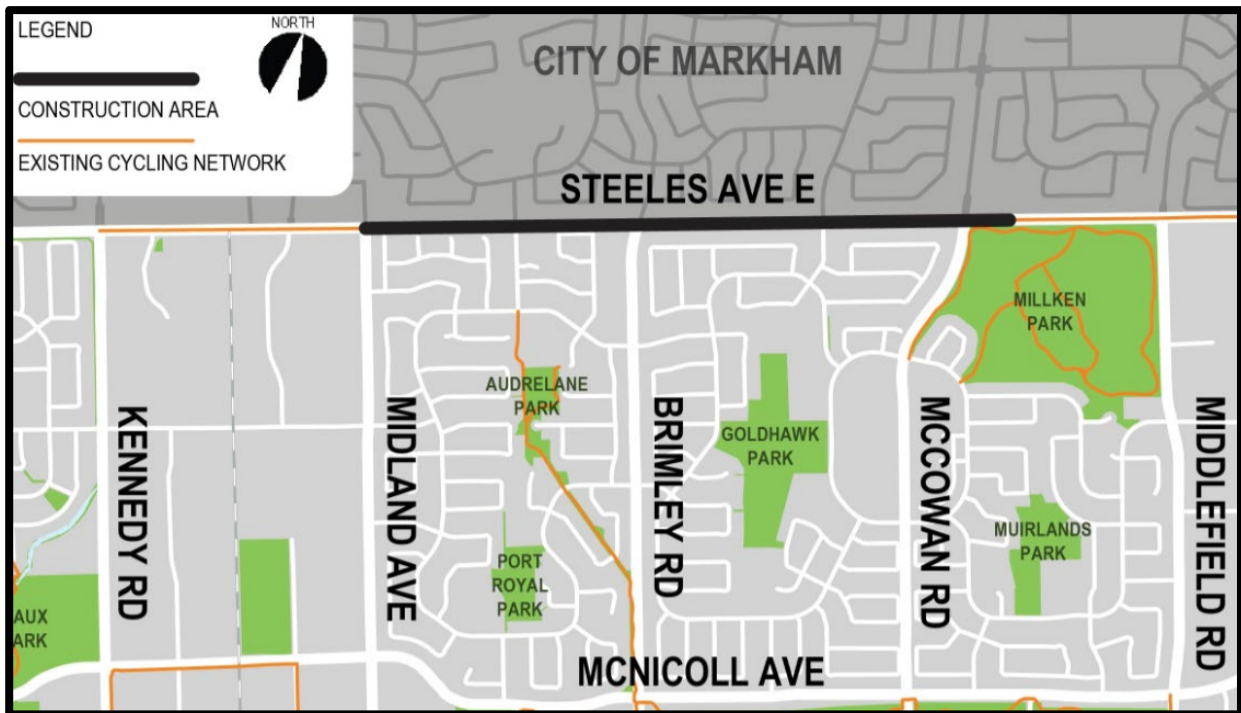 LEGEND
NORTH
CONSTRUCTION AREA
EXISTING CYCLING NETWORK
CITY OF MARKHAM
STEELES AVE E
MILLKEN
PARK
AUDRELANE
PARK
GOLDHAWK
PARK
MUIRLANDS
PARK
PORT
ROYAL
PARK
AUX
ARK
KENNEDY RD
MIDLAND AVE
BRIMLEY RD
MCCOWAN RD
MIDDLEFIELD RD
MCNICOLL AVE